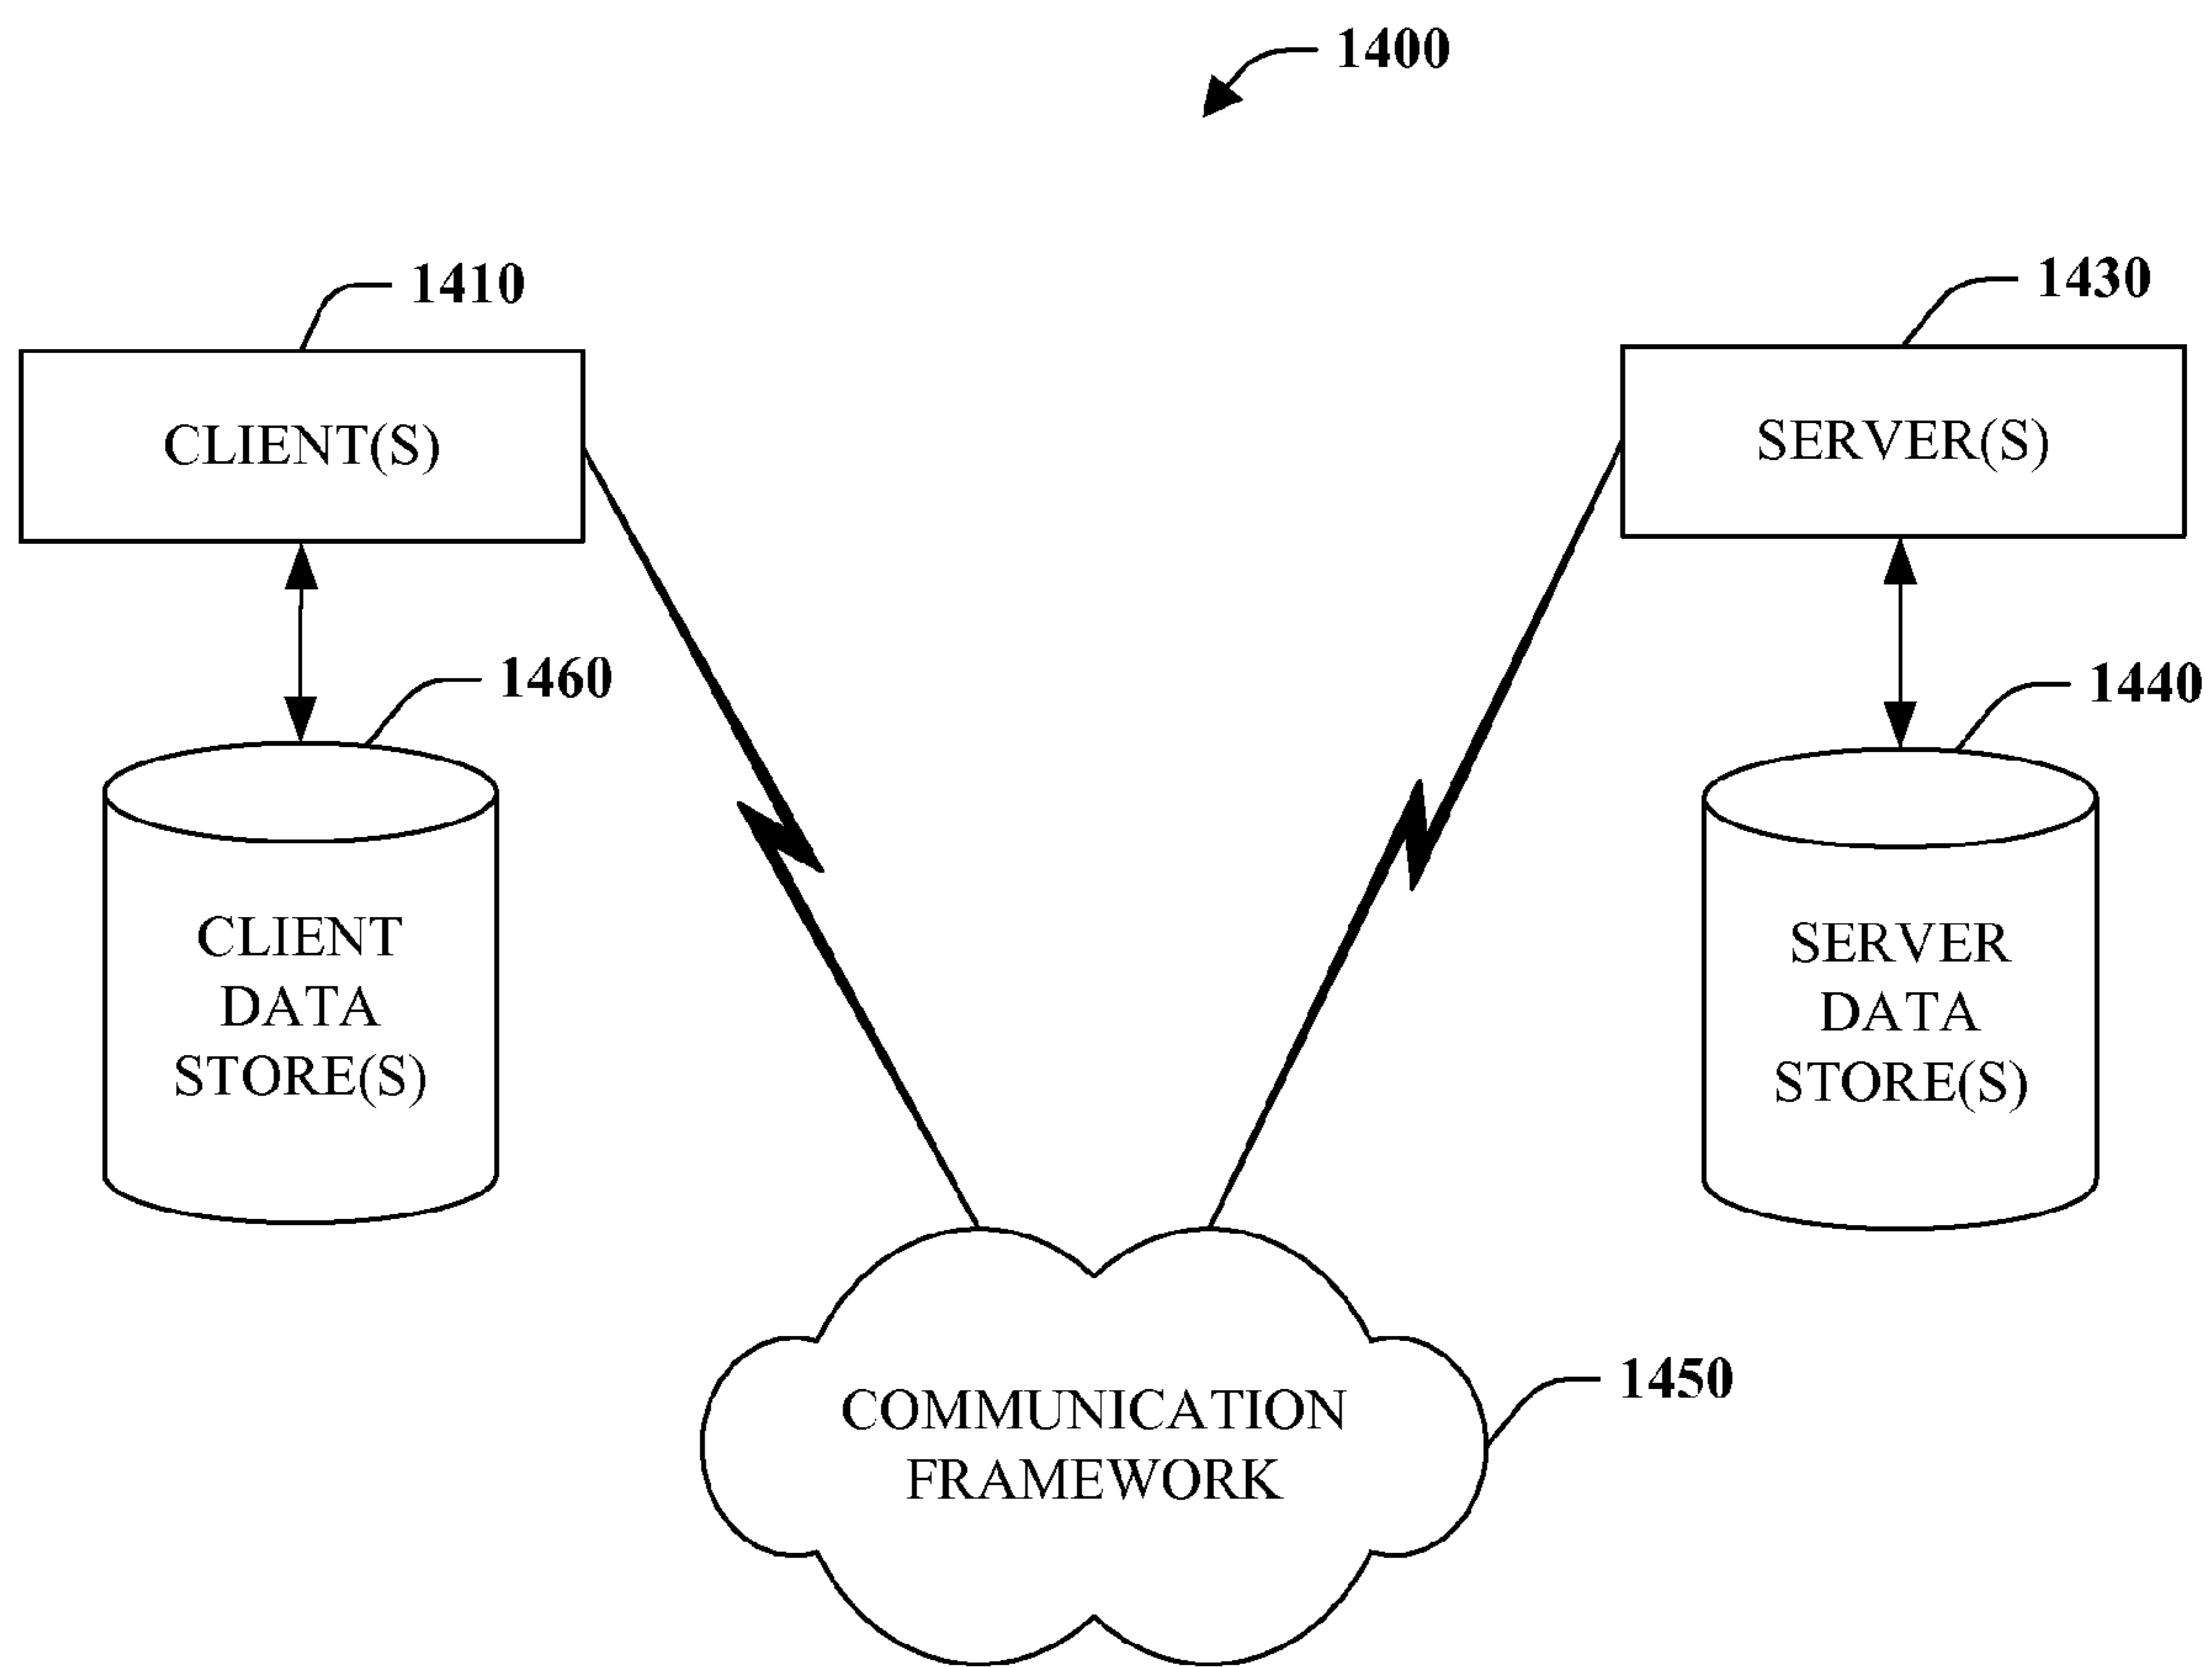 1400
1410
1430
CLIENT(S)
SERVER(S)
1460
1440
CLIENT
DATA
STORE(S)
SERVER
DATA
STORE(S)
1450
COMMUNICATION
FRAMEWORK